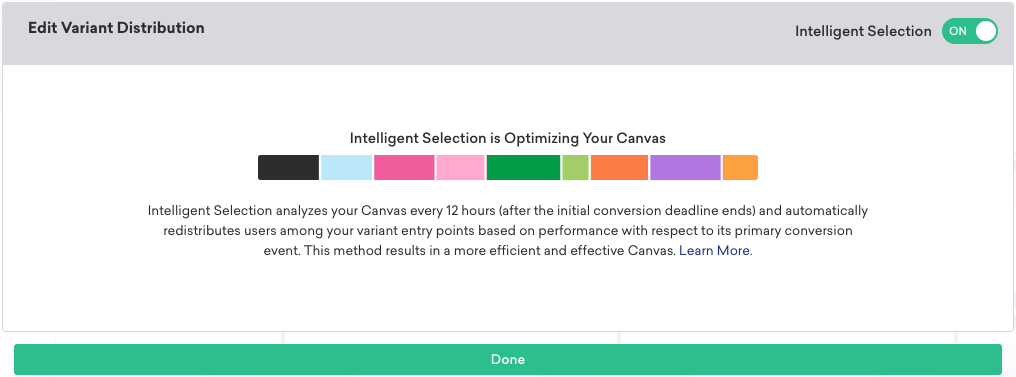 Edit Variant Distribution
Intelligent Selection ON
Intelligent Selection is Optimizing Your Canvas
Intelligent Selection analyzes your Canvas every 12 hours (after the initial conversion deadline ends) and automatically
redistributes users among your variant entry points based on performance with respect to its primary conversion
event. This method results in a more efficient and effective Canvas. Learn More.
Done